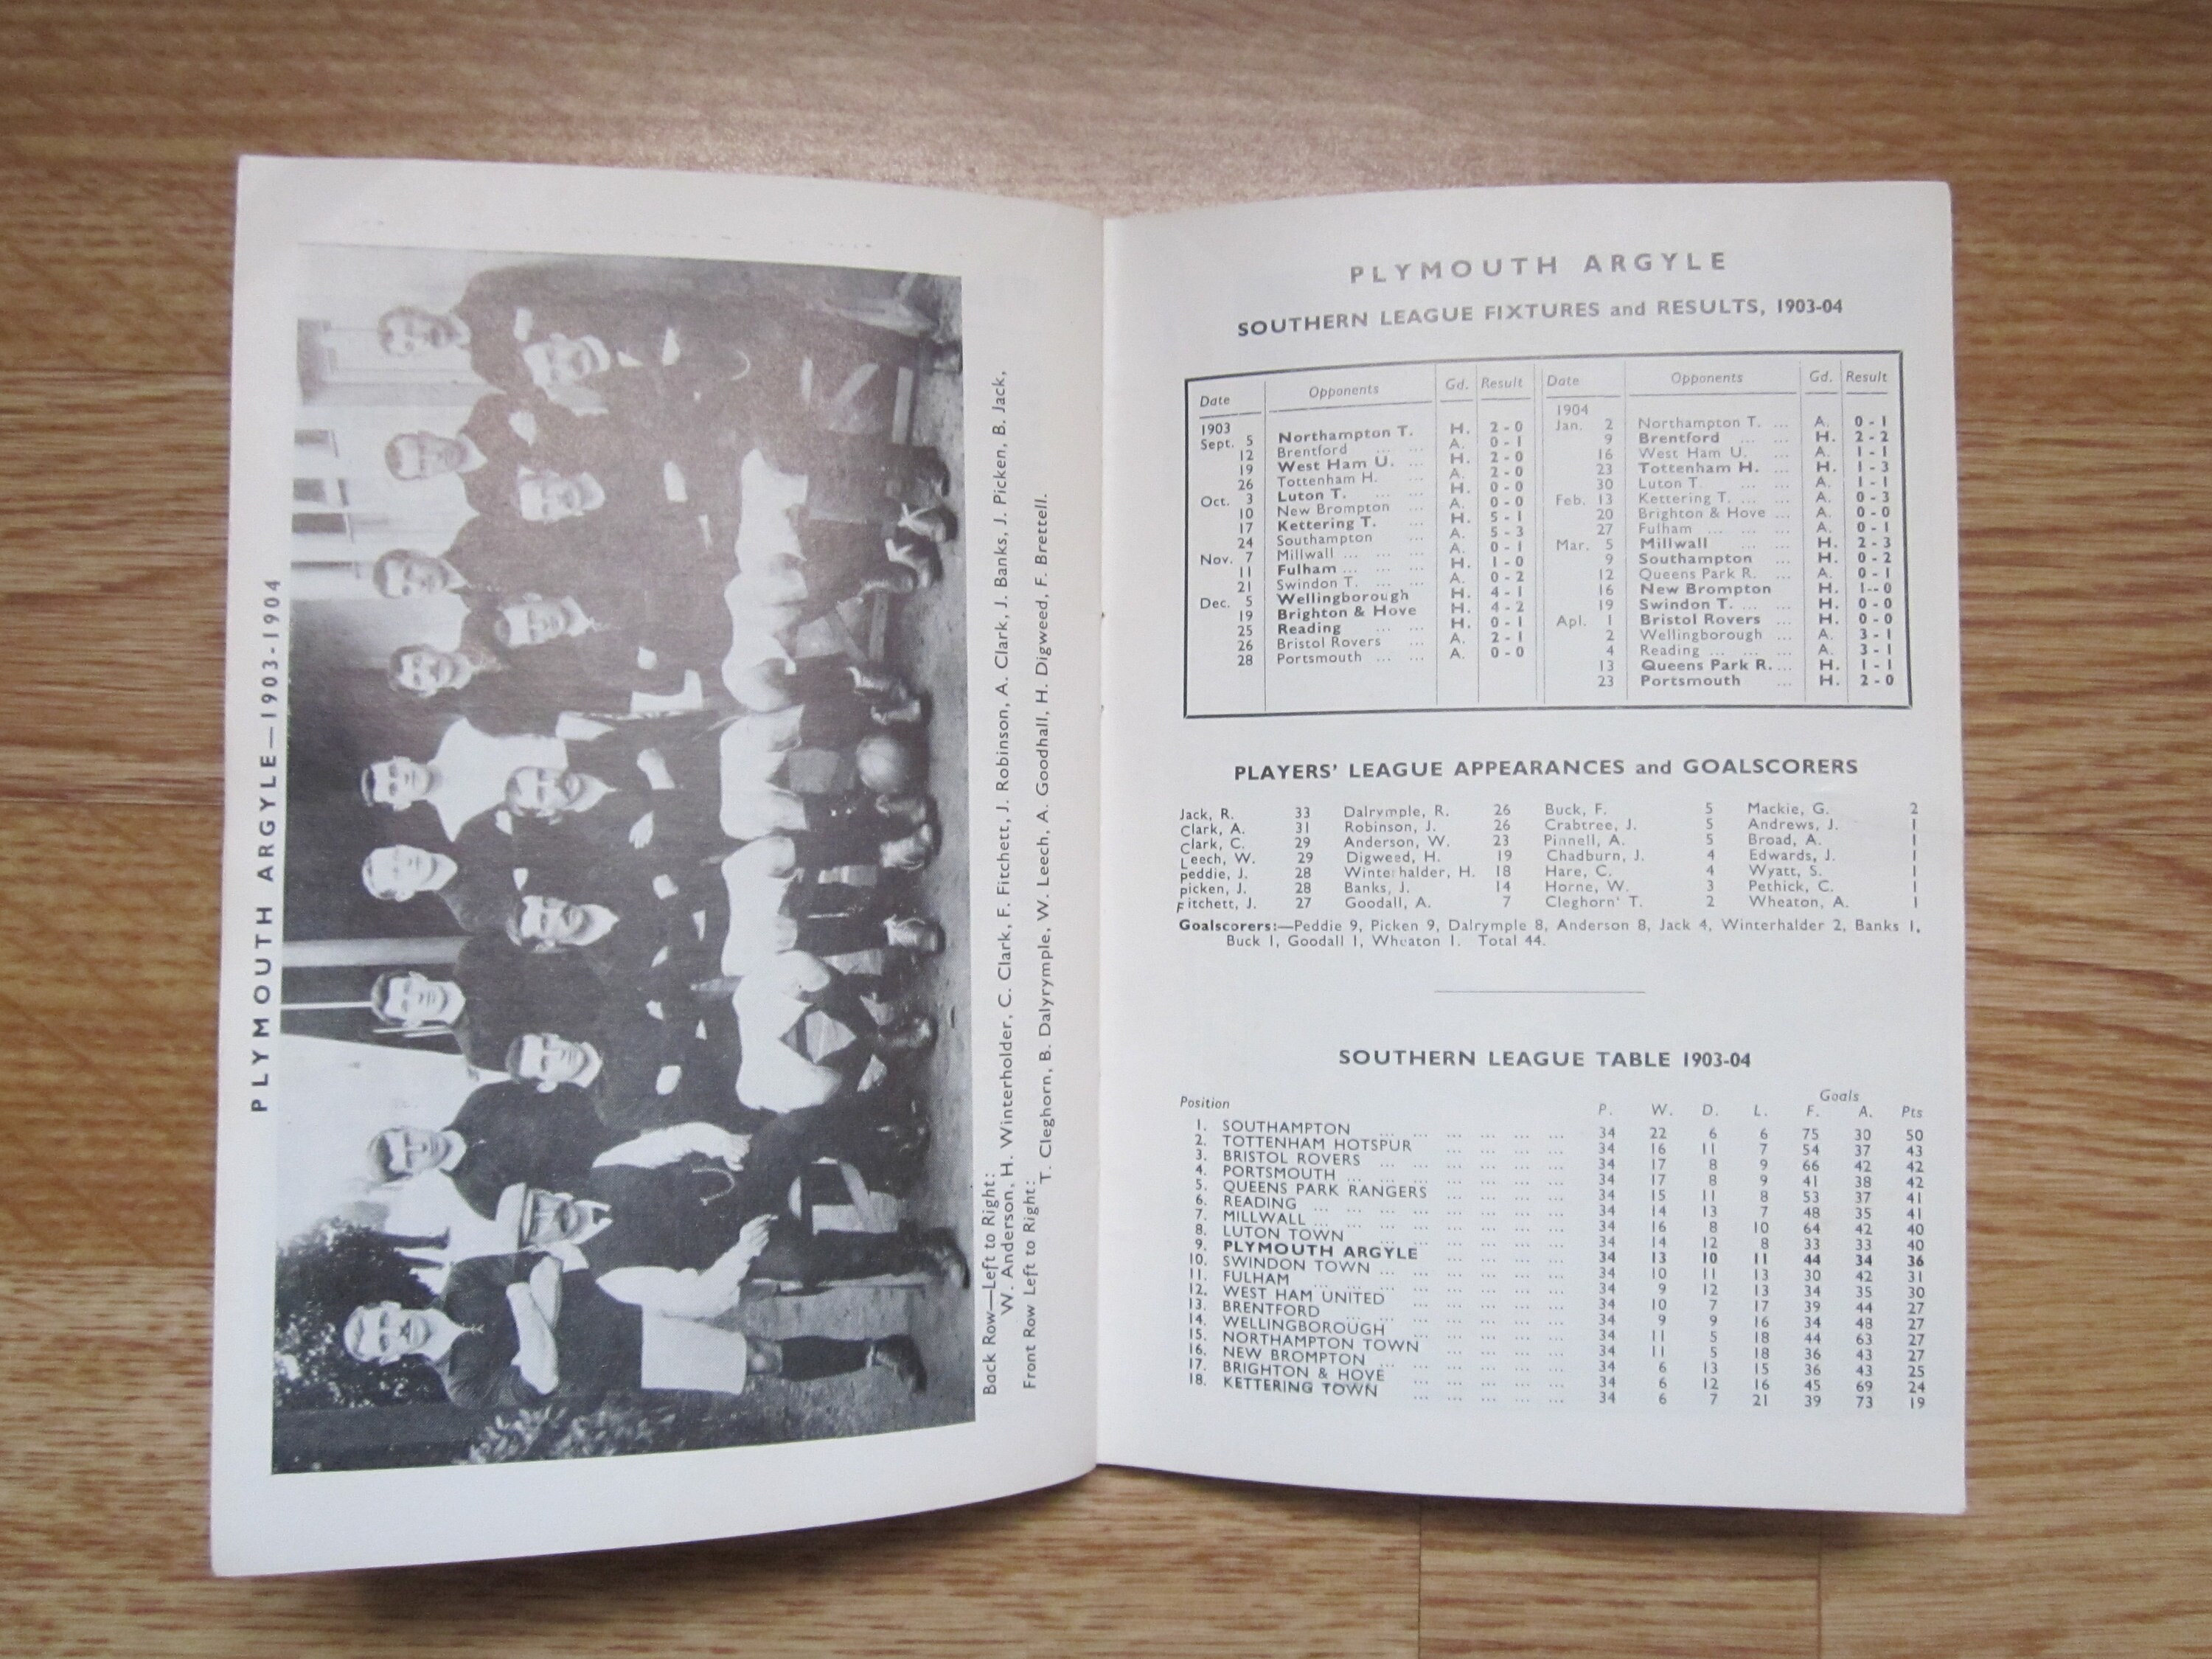 PLYMOUTH ARGYLE—1903-1904
Back Row—Left to Right:
W. Anderson, H. Winterholder, C. Clark, F. Fitchett, J. Robinson, A. Clark, J. Banks, J. Picken, B. Jack,
Front Row Left to Right:
T. Cleghorn, B. Dalyrymple, W. Leech, A. Goodhall, H. Digweed, F. Brettell.
PLYMOUTH ARGYLE
SOUTHERN LEAGUE FIXTURES and RESULTS, 1903-04
Date Opponents Gd. Result
1903
Sept. 5 Northampton T. H. 2 - 0
12 Brentford ... ... A. 0 - 1
19 West Ham U. ... H. 2 - 0
26 Tottenham H. ... A. 2 - 0
Oct. 3 Luton T. ... ... H. 0 - 0
10 New Brompton ... A. 0 - 0
17 Kettering T. ... H. 5 - 1
24 Southampton ... A. 5 - 3
Nov. 7 Millwall ... ... ... A. 0 - 1
11 Fulham ... ... ... H. 1 - 0
21 Swindon T. ... ... A. 0 - 2
Dec. 5 Wellingborough H. 4 - 1
19 Brighton & Hove H. 4 - 2
25 Reading ... ... H. 0 - 1
26 Bristol Rovers ... A. 2 - 1
28 Portsmouth ... ... A. 0 - 0
Date Opponents Gd. Result
1904
Jan. 2 Northampton T. ... A. 0 - 1
9 Brentford ... ... H. 2 - 2
16 West Ham U. ... A. 1 - 1
23 Tottenham H. ... H. 1 - 3
30 Luton T. ... ... A. 1 - 1
Feb. 13 Kettering T. ... ... A. 0 - 3
20 Brighton & Hove ... A. 0 - 0
27 Fulham ... ... ... A. 0 - 1
Mar. 5 Millwall ... ... H. 2 - 3
9 Southampton ... H. 0 - 2
12 Queens Park R. ... A. 0 - 1
16 New Brompton H. 1--0
19 Swindon T. ... ... H. 0 - 0
Apl. 1 Bristol Rovers ... H. 0 - 0
2 Wellingborough ... A. 3 - 1
4 Reading ... ... ... A. 3 - 1
13 Queens Park R. ... H. 1 - 1
23 Portsmouth ... H. 2 - 0
PLAYERS' LEAGUE APPEARANCES and GOALSCORERS
Jack, R. 33 Dalrymple, R. 26 Buck, F. 5 Mackie, G. 2
Clark, A. 31 Robinson, J. 26 Crabtree, J. 5 Andrews, J. 1
Clark, C. 29 Anderson, W. 23 Pinnell, A. 5 Broad, A. 1
Leech, W. 29 Digweed, H. 19 Chadburn, J. 4 Edwards, J. 1
peddie, J. 28 Winterhalder, H. 18 Hare, C. 4 Wyatt, S. 1
picken, J. 28 Banks, J. 14 Horne, W. 3 Pethick, C. 1
Fitchett, J. 27 Goodall, A. 7 Cleghorn' T. 2 Wheaton, A. 1
Goalscorers:—Peddie 9, Picken 9, Dalrymple 8, Anderson 8, Jack 4, Winterhalder 2, Banks 1,
Buck 1, Goodall 1, Wheaton 1. Total 44.
SOUTHERN LEAGUE TABLE 1903-04
Goals
Position P. W. D. L. F. A. Pts
1. SOUTHAMPTON ... ... ... ... ... 34 22 6 6 75 30 50
2. TOTTENHAM HOTSPUR ... ... ... ... ... 34 16 11 7 54 37 43
3. BRISTOL ROVERS ... ... ... ... ... ... 34 17 8 9 66 42 42
4. PORTSMOUTH ... ... ... ... ... ... 34 17 8 9 41 38 42
5. QUEENS PARK RANGERS ... ... ... ... ... 34 15 11 8 53 37 41
6. READING ... ... ... ... ... ... 34 14 13 7 48 35 41
7. MILLWALL ... ... ... ... ... ... 34 16 8 10 64 42 40
8. LUTON TOWN ... ... ... ... ... ... 34 14 12 8 33 33 40
9. PLYMOUTH ARGYLE ... ... ... ... 34 13 10 11 44 34 36
10. SWINDON TOWN ... ... ... ... ... ... 34 10 11 13 30 42 31
11. FULHAM ... ... ... ... ... ... 34 9 12 13 34 35 30
12. WEST HAM UNITED ... ... ... ... ... 34 10 7 17 39 44 27
13. BRENTFORD ... ... ... ... ... ... 34 9 9 16 34 48 27
14. WELLINGBOROUGH ... ... ... ... ... 34 11 5 18 44 63 27
15. NORTHAMPTON TOWN ... ... ... ... ... 34 11 5 18 36 43 27
16. NEW BROMPTON ... ... ... ... ... ... 34 6 13 15 36 43 25
17. BRIGHTON & HOVE ... ... ... ... ... 34 6 12 16 45 69 24
18. KETTERING TOWN ... ... ... ... ... 34 6 7 21 39 73 19